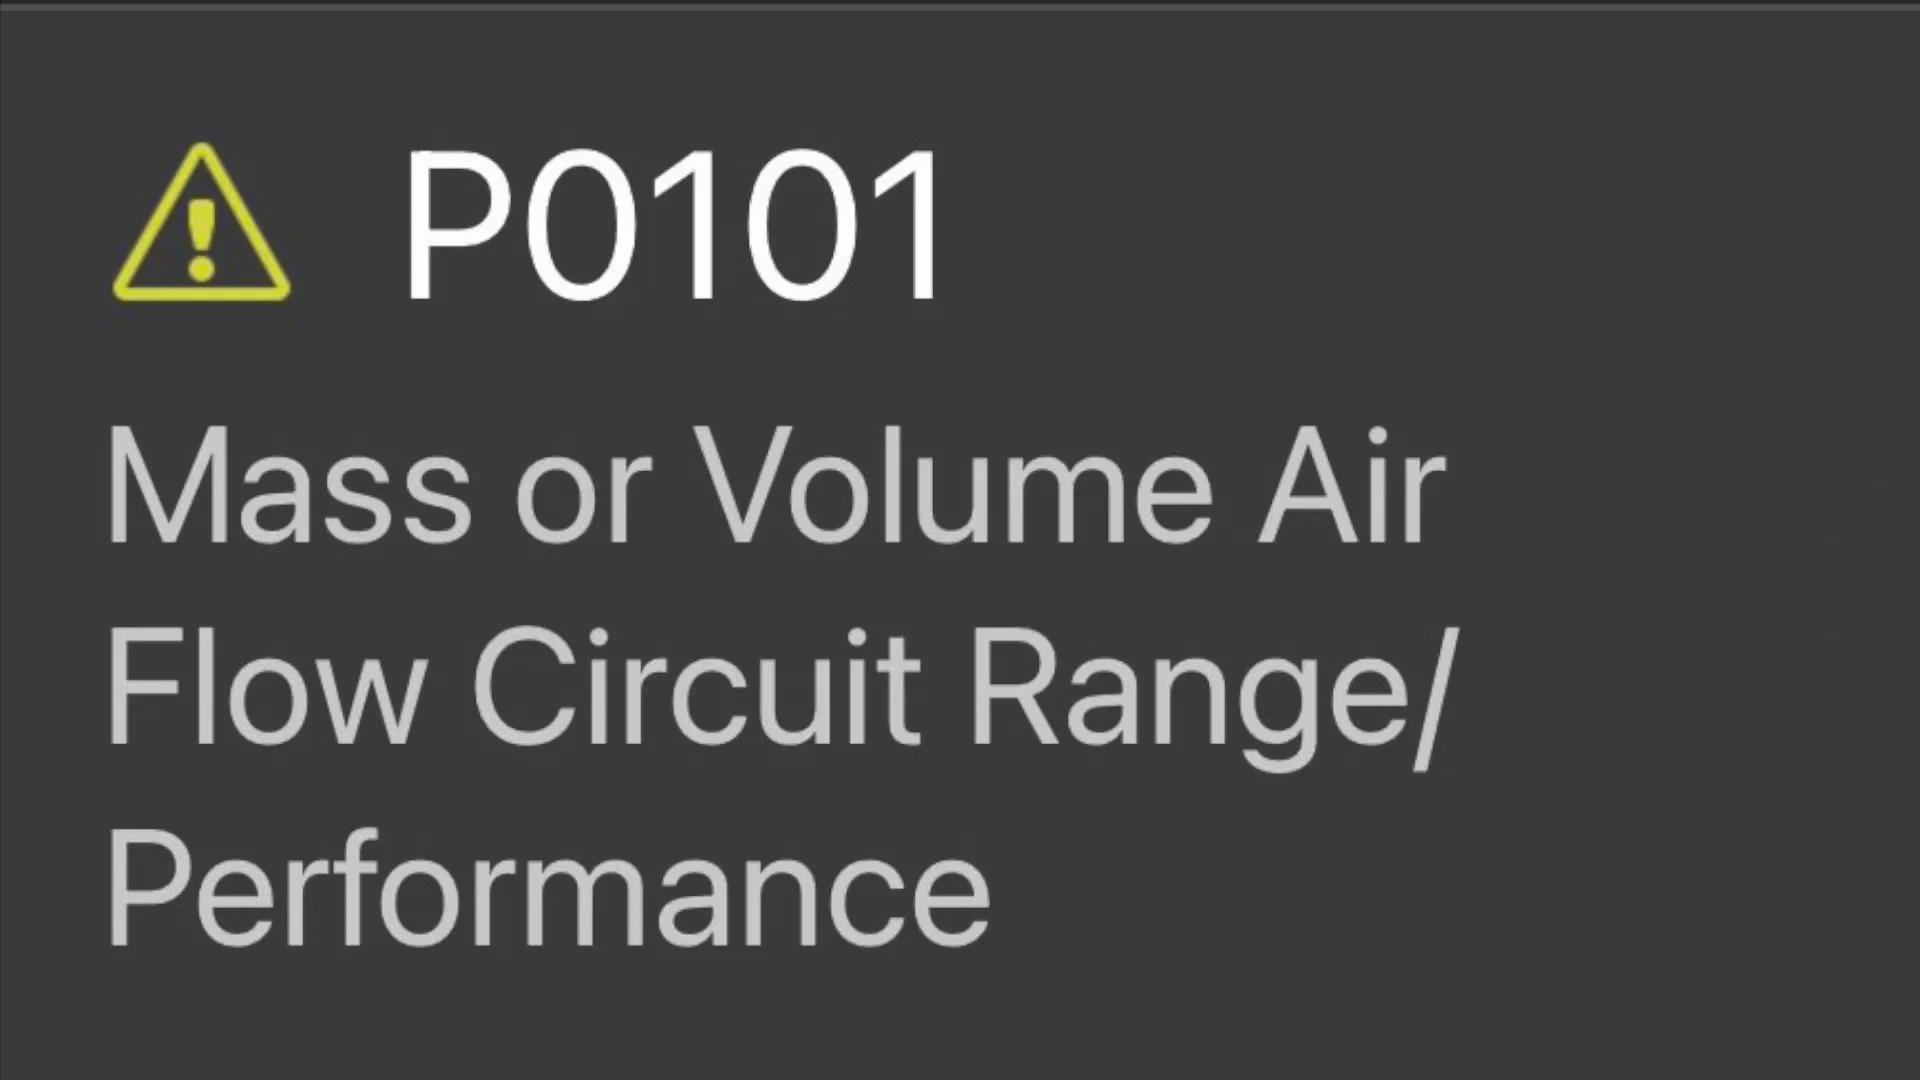 P0101
Mass or Volume Air
Flow Circuit Range/
Performance